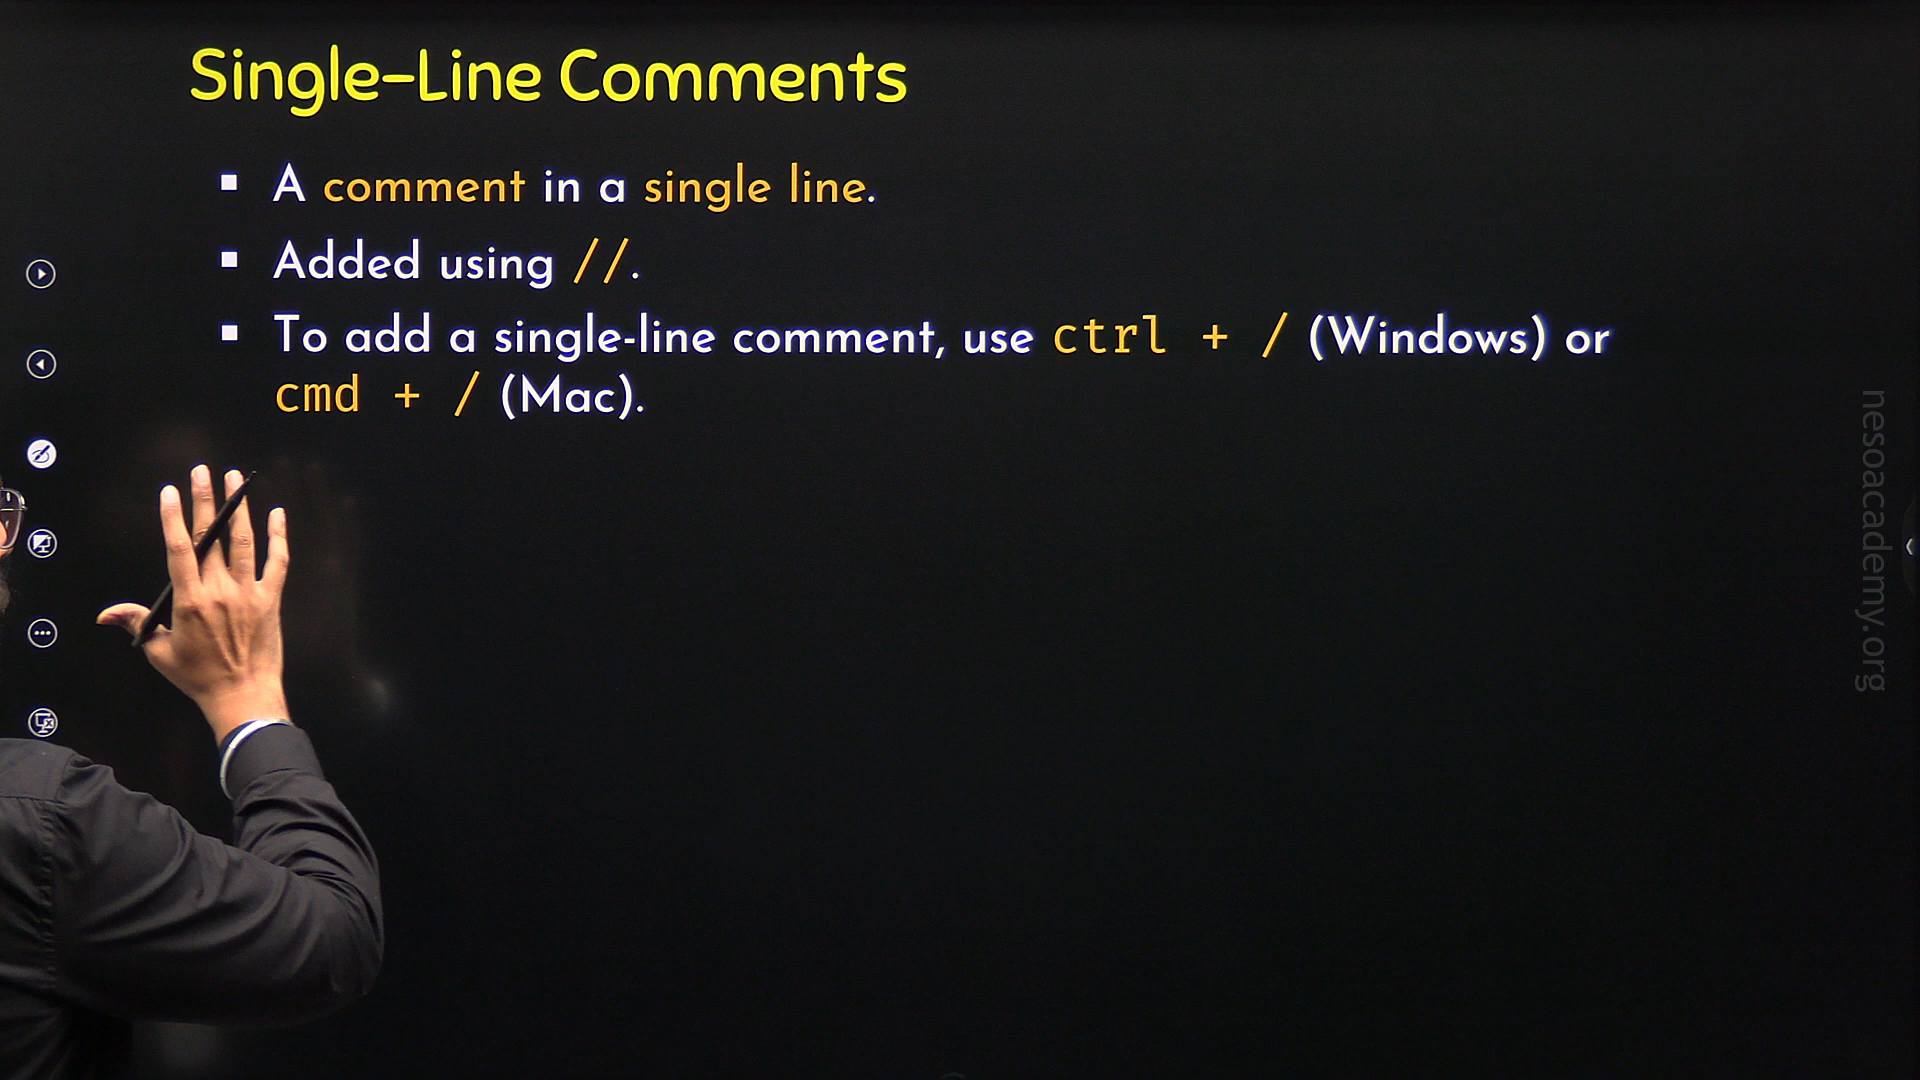 Single-Line Comments
A comment in a single line.
Added using //.
To add a single-line comment, use ctrl + / (Windows) or
cmd + / (Mac).
nesoacademy.org